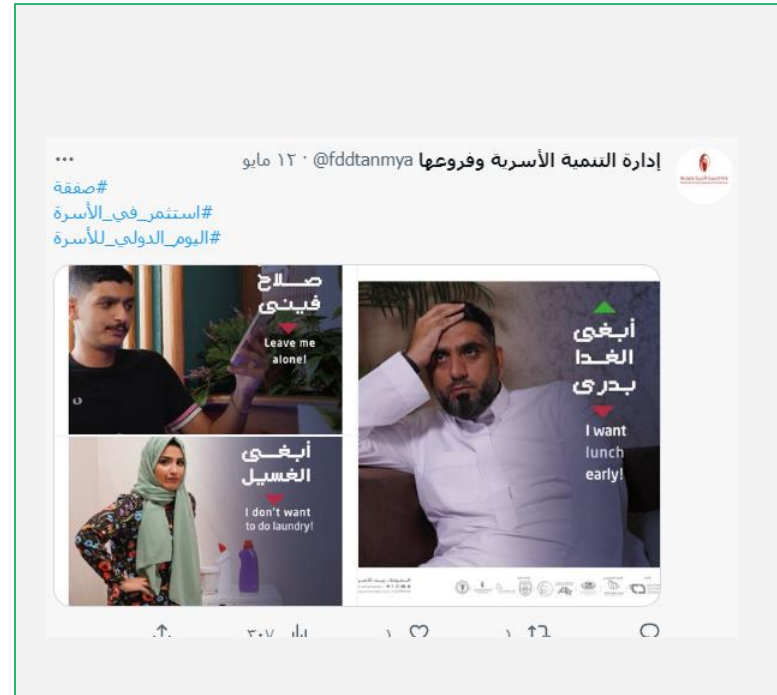 إدارة التنمية الأسرية وفروعها @fddtanmya · ١٢ مايو
#صفقة
#استثمر_في_الأسرة
#اليوم_الدولي_للأسرة
أبغى
الغدا
بدري
I want
lunch
early!
صلاح
فيني
Leave me
alone!
أبغى
الغسيل
I don't want
to do laundry!
٣٠٧